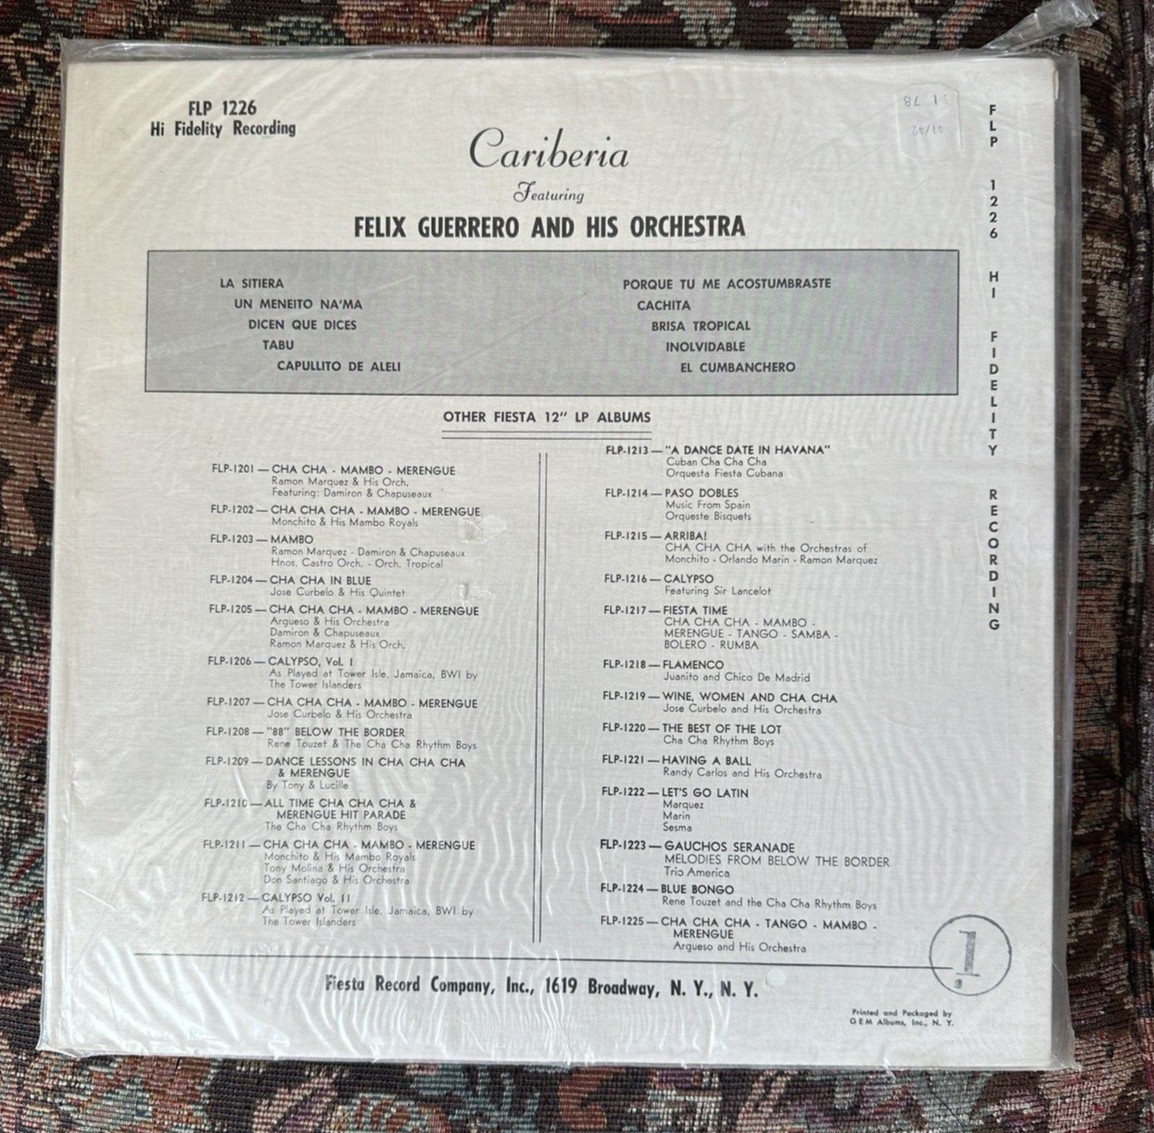 FLP 1226
Hi Fidelity Recording
Cariberia
Featuring
FELIX GUERRERO AND HIS ORCHESTRA
LA SITIERA
UN MENEITO NA'MA
DICEN QUE DICES
TABU
CAPULLITO DE ALELI
PORQUE TU ME ACOSTUMBRASTE
CACHITA
BRISA TROPICAL
INOLVIDABLE
EL CUMBANCHERO
OTHER FIESTA 12" LP ALBUMS
FLP-1201 — CHA CHA - MAMBO - MERENGUE
Ramon Marquez & His Orch.
Featuring: Damiron & Chapuseaux
FLP-1202 — CHA CHA CHA - MAMBO - MERENGUE
Monchito & His Mambo Royals
FLP-1203 — MAMBO
Ramon Marquez - Damiron & Chapuseaux
Hnos. Castro Orch. - Orch. Tropical
FLP-1204 — CHA CHA IN BLUE
Jose Curbelo & His Quintet
FLP-1205 — CHA CHA CHA - MAMBO - MERENGUE
Argueso & His Orchestra
Damiron & Chapuseaux
Ramon Marquez & His Orch.
FLP-1206 — CALYPSO, Vol. I
As Played at Tower Isle, Jamaica, BWI by
The Tower Islanders
FLP-1207 — CHA CHA CHA - MAMBO - MERENGUE
Jose Curbelo & His Orchestra
FLP-1208 — "88" BELOW THE BORDER
Rene Touzet & The Cha Cha Rhythm Boys
FLP-1209 — DANCE LESSONS IN CHA CHA CHA
& MERENGUE
By Tony & Lucille
FLP-1210 — ALL TIME CHA CHA CHA &
MERENGUE HIT PARADE
The Cha Cha Rhythm Boys
FLP-1211 — CHA CHA CHA - MAMBO - MERENGUE
Monchito & His Mambo Royals
Tony Molina & His Orchestra
Don Santiago & His Orchestra
FLP-1212 — CALYPSO Vol. II
As Played at Tower Isle, Jamaica, BWI by
The Tower Islanders
FLP-1213 — "A DANCE DATE IN HAVANA"
Cuban Cha Cha Cha
Orquesta Fiesta Cubana
FLP-1214 — PASO DOBLES
Music From Spain
Orqueste Bisquets
FLP-1215 — ARRIBA!
CHA CHA CHA with the Orchestras of
Monchito - Orlando Marin - Ramon Marquez
FLP-1216 — CALYPSO
Featuring Sir Lancelot
FLP-1217 — FIESTA TIME
CHA CHA CHA - MAMBO -
MERENGUE - TANGO - SAMBA -
BOLERO - RUMBA
FLP-1218 — FLAMENCO
Juanito and Chico De Madrid
FLP-1219 — WINE, WOMEN AND CHA CHA
Jose Curbelo and His Orchestra
FLP-1220 — THE BEST OF THE LOT
Cha Cha Rhythm Boys
FLP-1221 — HAVING A BALL
Randy Carlos and His Orchestra
FLP-1222 — LET'S GO LATIN
Marquez
Marin
Sesma
FLP-1223 — GAUCHOS SERANADE
MELODIES FROM BELOW THE BORDER
Trio America
FLP-1224 — BLUE BONGO
Rene Touzet and the Cha Cha Rhythm Boys
FLP-1225 — CHA CHA CHA - TANGO - MAMBO -
MERENGUE
Argueso and His Orchestra
Fiesta Record Company, Inc., 1619 Broadway, N. Y., N. Y.
1
Printed and Packaged by
GEM Albums, Inc., N. Y.
FLP 1226 HI FIDELITY RECORDING